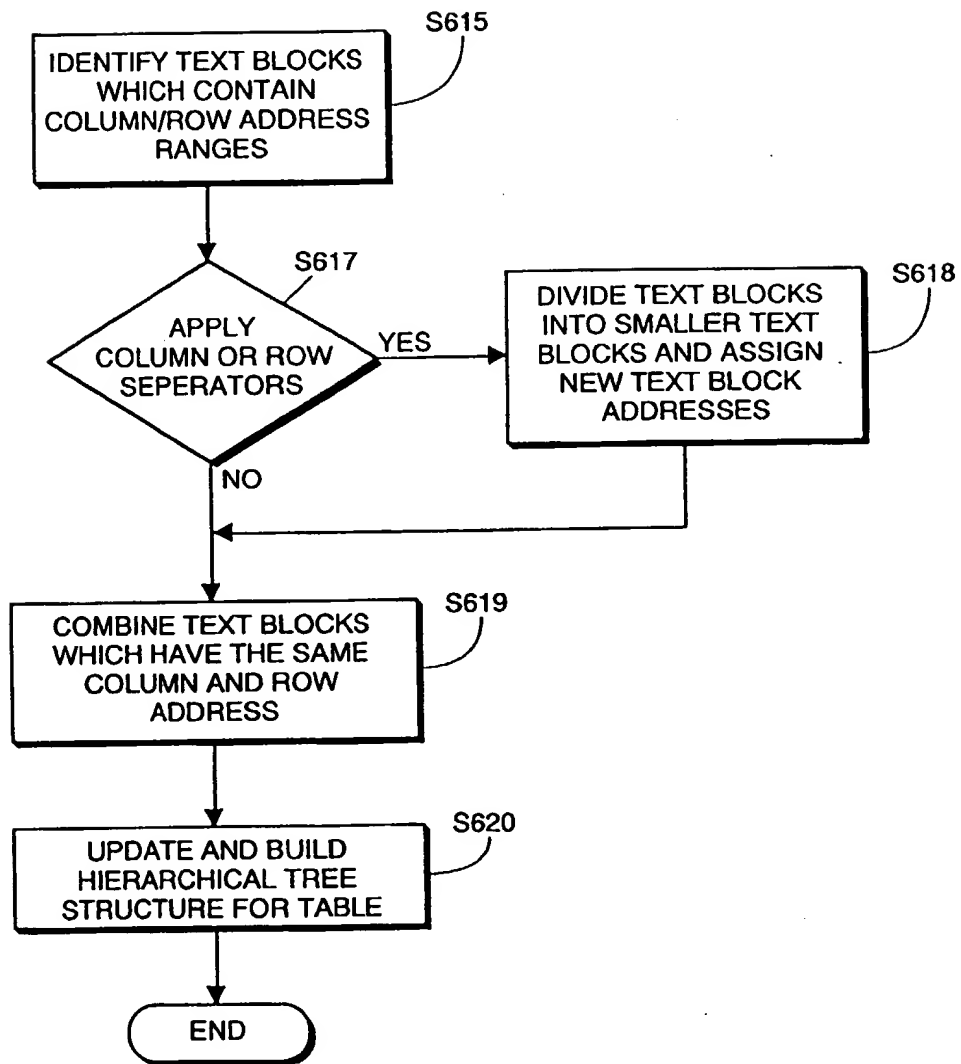 S615
IDENTIFY TEXT BLOCKS
WHICH CONTAIN
COLUMN/ROW ADDRESS
RANGES
S617
APPLY
COLUMN OR ROW
SEPERATORS
YES
S618
DIVIDE TEXT BLOCKS
INTO SMALLER TEXT
BLOCKS AND ASSIGN
NEW TEXT BLOCK
ADDRESSES
NO
S619
COMBINE TEXT BLOCKS
WHICH HAVE THE SAME
COLUMN AND ROW
ADDRESS
S620
UPDATE AND BUILD
HIERARCHICAL TREE
STRUCTURE FOR TABLE
END